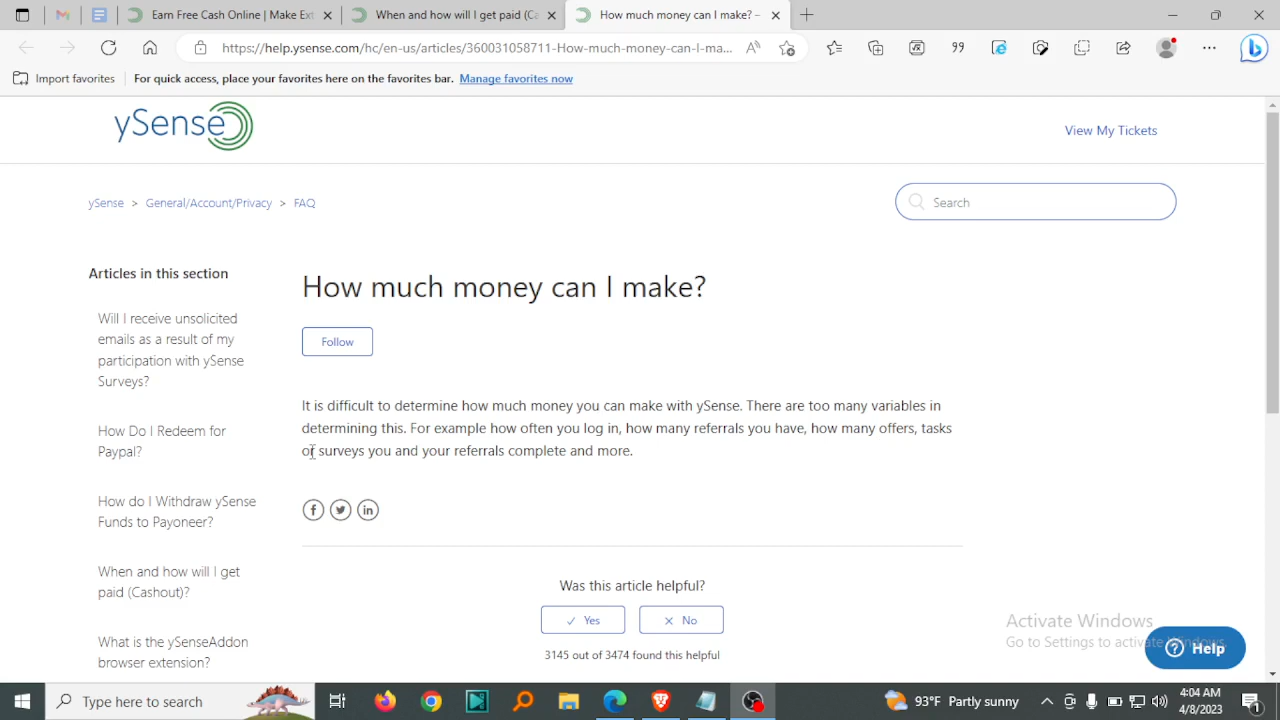 Earn Free Cash Online | Make Ext
When and how will I get paid (Ca
How much money can I make? –
https://help.ysense.com/hc/en-us/articles/360031058711-How-much-money-can-I-ma...
Import favorites
For quick access, place your favorites here on the favorites bar. Manage favorites now
ySense
View My Tickets
ySense > General/Account/Privacy > FAQ
Search
Articles in this section
Will I receive unsolicited
emails as a result of my
participation with ySense
Surveys?
How Do I Redeem for
Paypal?
How do I Withdraw ySense
Funds to Payoneer?
When and how will I get
paid (Cashout)?
What is the ySenseAddon
browser extension?
How much money can I make?
Follow
It is difficult to determine how much money you can make with ySense. There are too many variables in
determining this. For example how often you log in, how many referrals you have, how many offers, tasks
or surveys you and your referrals complete and more.
Was this article helpful?
Yes
No
3145 out of 3474 found this helpful
Activate Windows
Go to Settings to activate Windows.
Help
Type here to search
93°F Partly sunny
4:04 AM
4/8/2023
1